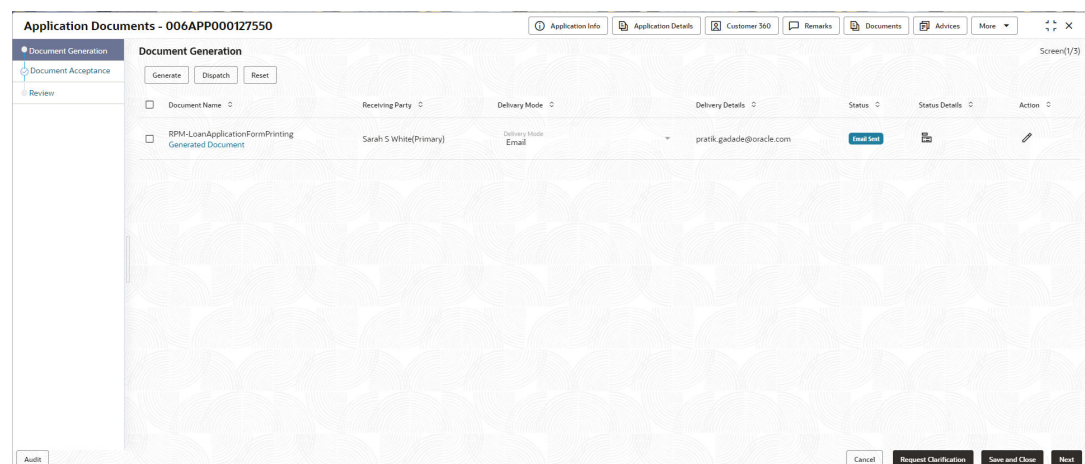 Application Documents - 006APP000127550
Application Info
Application Details
Customer 360
Remarks
Documents
Advices
More
Document Generation
Document Acceptance
Review
Document Generation
Screen(1/3)
Generate
Dispatch
Reset
Document Name
Receiving Party
Delivary Mode
Delivery Details
Status
Status Details
Action
RPM-LoanApplicationFormPrinting
Generated Document
Sarah S White(Primary)
Delivery Mode
Email
pratik.gadade@oracle.com
Email Sent
Audit
Cancel
Request Clarification
Save and Close
Next